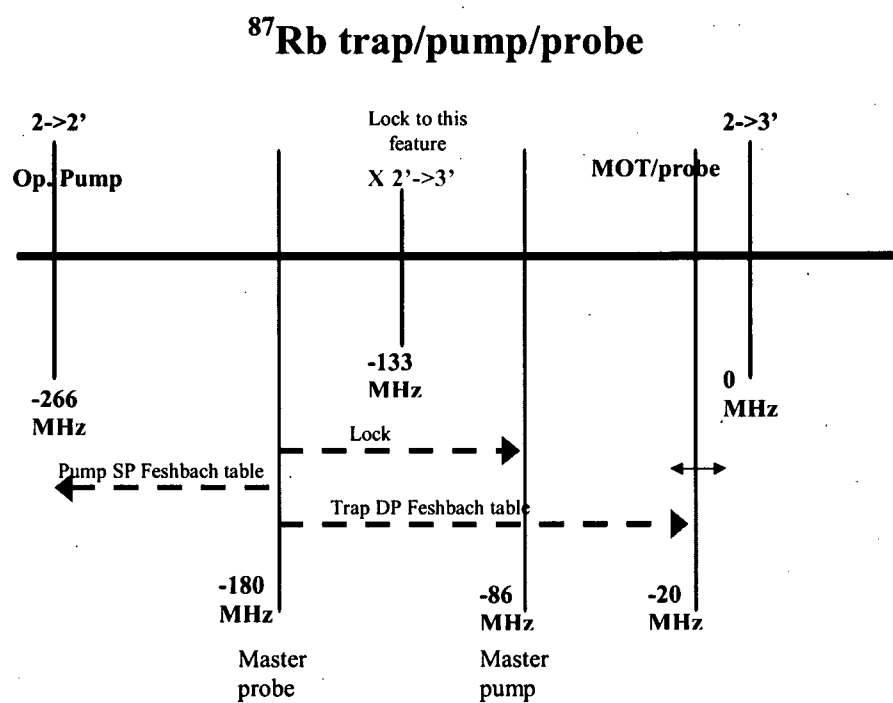 ⁸⁷Rb trap/pump/probe
2->2'
Lock to this
feature
2->3'
Op. Pump
X 2'->3'
MOT/probe
-133
MHz
0
MHz
-266
MHz
Lock
Pump SP Feshbach table
Trap DP Feshbach table
-180
MHz
-86
MHz
-20
MHz
Master
probe
Master
pump